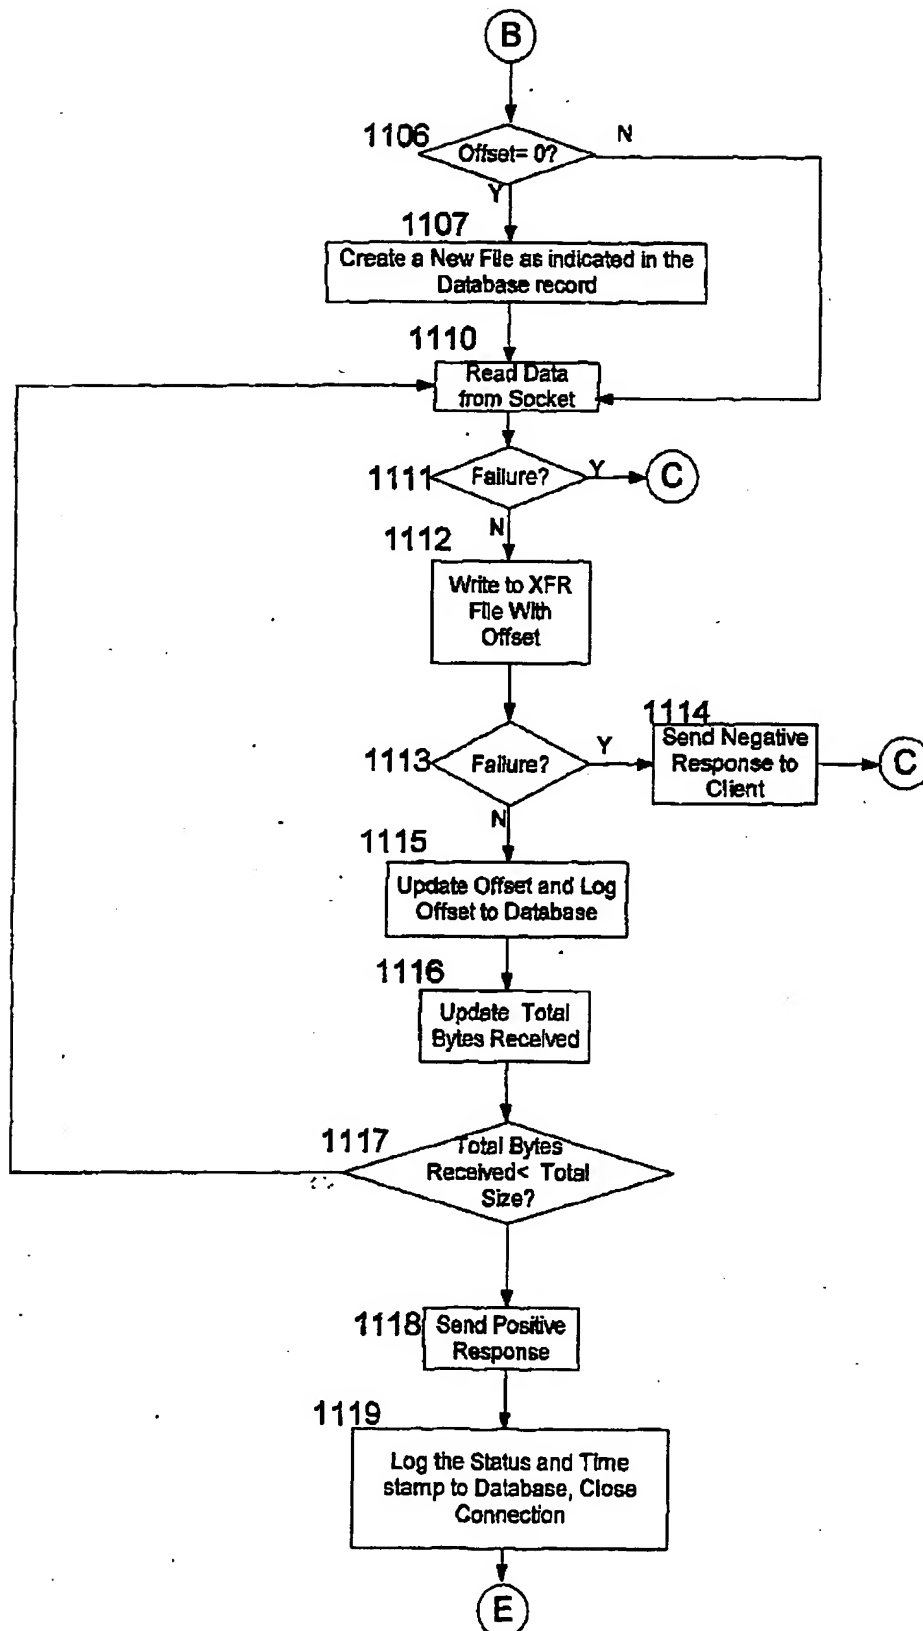 B
1106
Offset= 0?
N
Y
1107
Create a New File as indicated in the
Database record
1110
Read Data
from Socket
1111
Failure?
Y
C
N
1112
Write to XFR
File With
Offset
1113
Failure?
Y
1114
Send Negative
Response to
Client
C
N
1115
Update Offset and Log
Offset to Database
1116
Update Total
Bytes Received
1117
Total Bytes
Received< Total
Size?
1118
Send Positive
Response
1119
Log the Status and Time
stamp to Database, Close
Connection
E